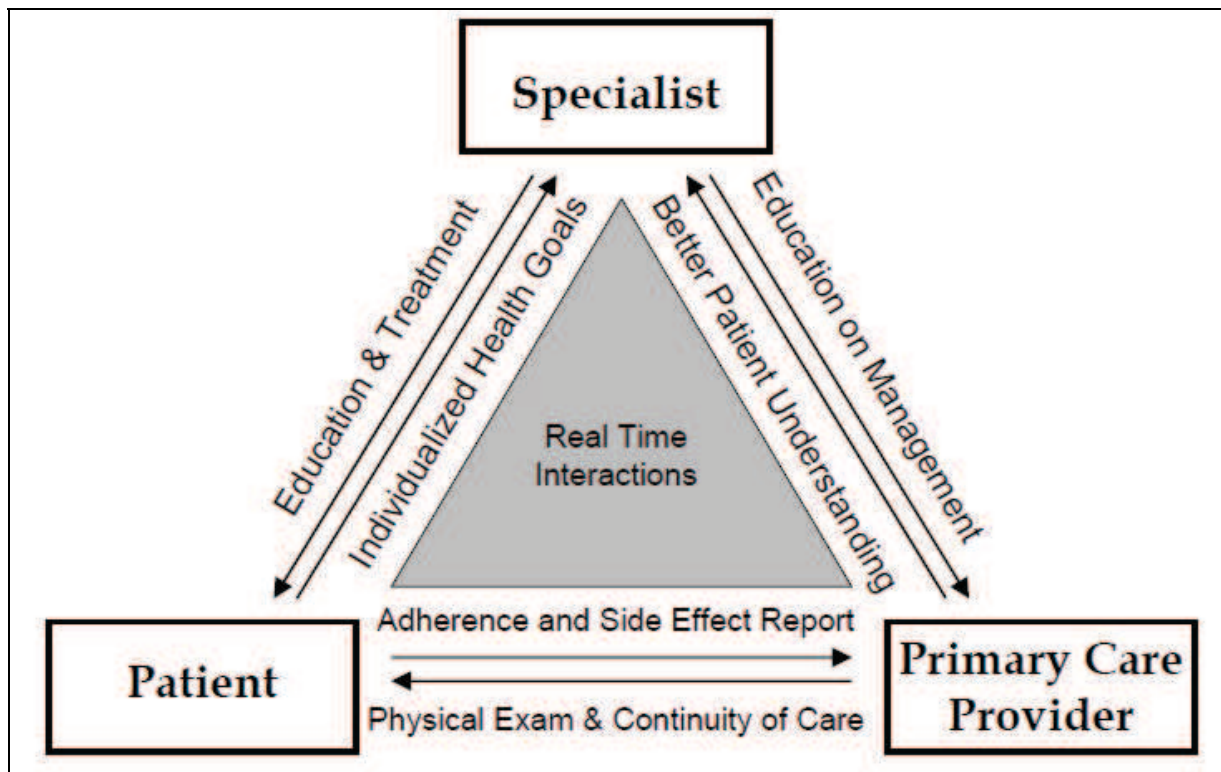 Specialist
Education & Treatment
Individualized Health Goals
Better Patient Understanding
Education on Management
Real Time
Interactions
Adherence and Side Effect Report
Patient
Primary Care
Provider
Physical Exam & Continuity of Care